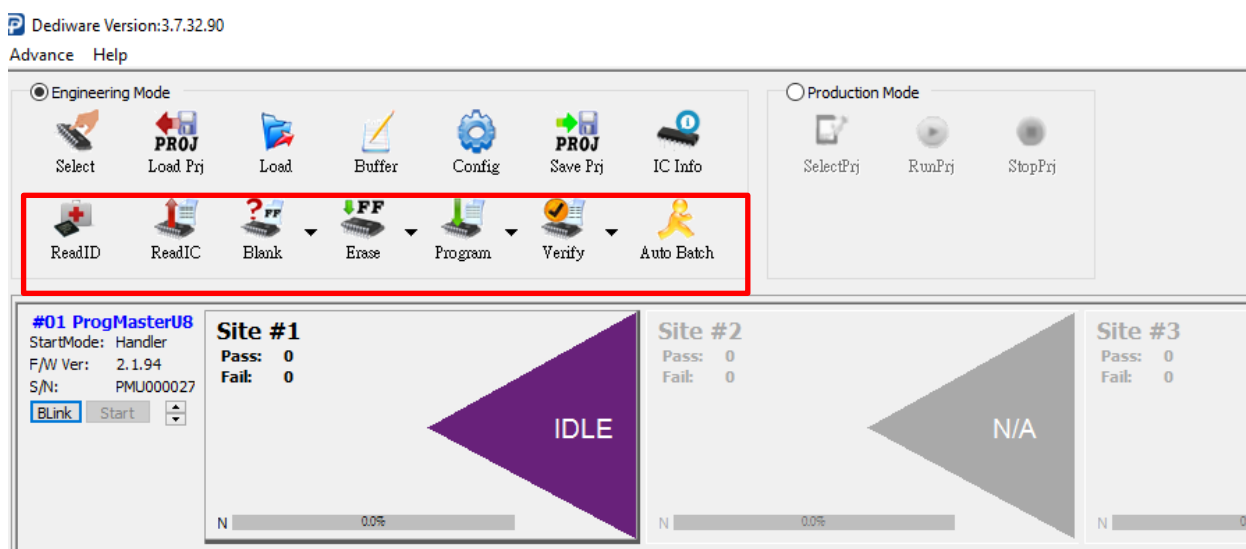 Dediware Version:3.7.32.90
Advance Help
Engineering Mode
Production Mode
PROJ PROJ
Select Load Prj Load Buffer Config Save Prj IC Info
SelectPrj RunPrj StopPrj
? FF FF
ReadID ReadIC Blank Erase Program Verify Auto Batch
#01 ProgMasterU8
StartMode: Handler
F/W Ver: 2.1.94
S/N: PMU000027
BLink Start
Site #1
Pass: 0
Fail: 0
IDLE
N 0.0%
Site #2
Pass: 0
Fail: 0
N/A
N 0.0%
Site #3
Pass: 0
Fail: 0
N